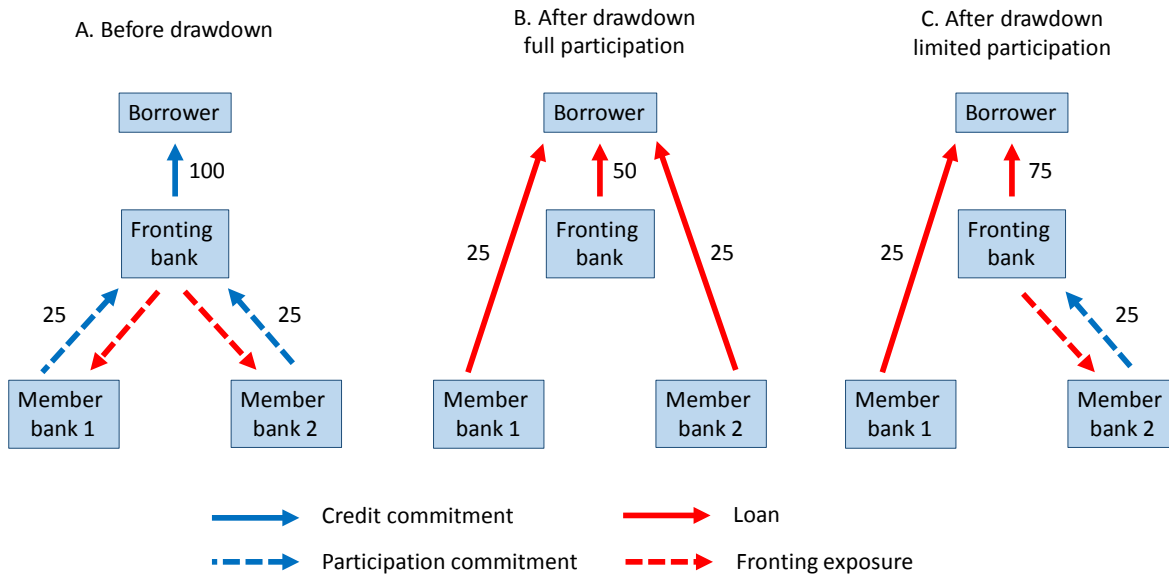 A. Before drawdown
Borrower
100
Fronting
bank
25
25
Member
bank 1
Member
bank 2
B. After drawdown
full participation
Borrower
50
Fronting
bank
25
25
Member
bank 1
Member
bank 2
C. After drawdown
limited participation
Borrower
75
25
Fronting
bank
25
Member
bank 1
Member
bank 2
Credit commitment
Loan
Participation commitment
Fronting exposure